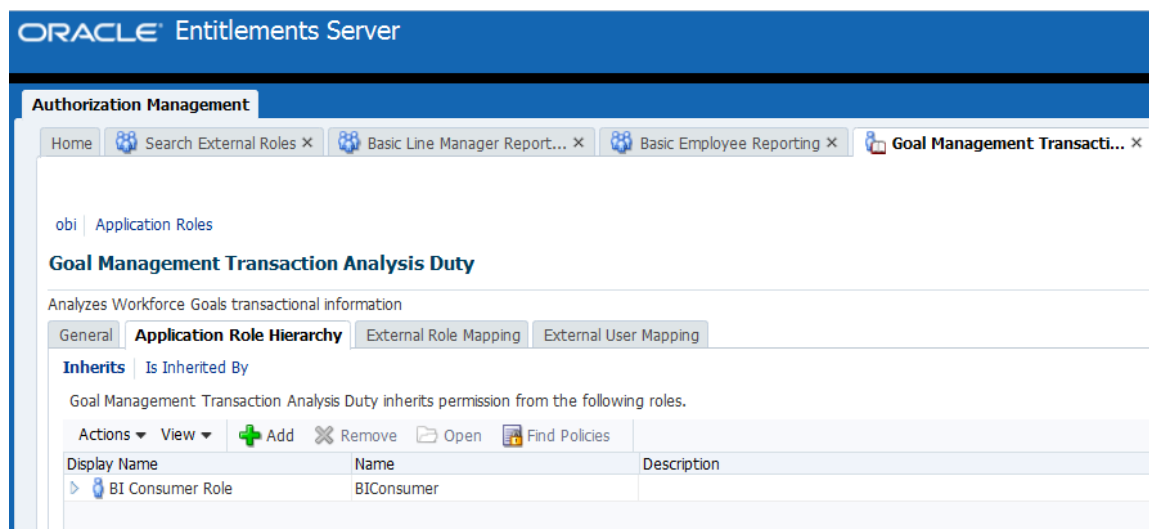 ORACLE® Entitlements Server
Authorization Management
Home Search External Roles × Basic Line Manager Report... × Basic Employee Reporting × Goal Management Transacti... ×
obi Application Roles
Goal Management Transaction Analysis Duty
Analyzes Workforce Goals transactional information
General Application Role Hierarchy External Role Mapping External User Mapping
Inherits Is Inherited By
Goal Management Transaction Analysis Duty inherits permission from the following roles.
Actions View Add Remove Open Find Policies
Display Name Name Description
BI Consumer Role BIConsumer